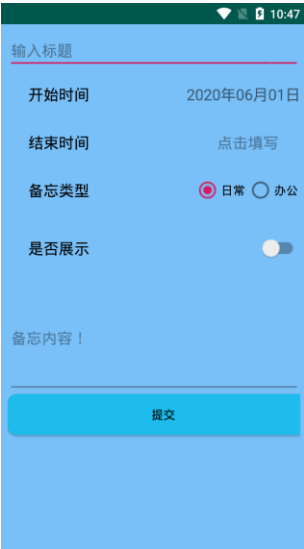 10:47
输入标题
开始时间 2020年06月01日
结束时间 点击填写
备忘类型 日常 办公
是否展示
备忘内容！
提交